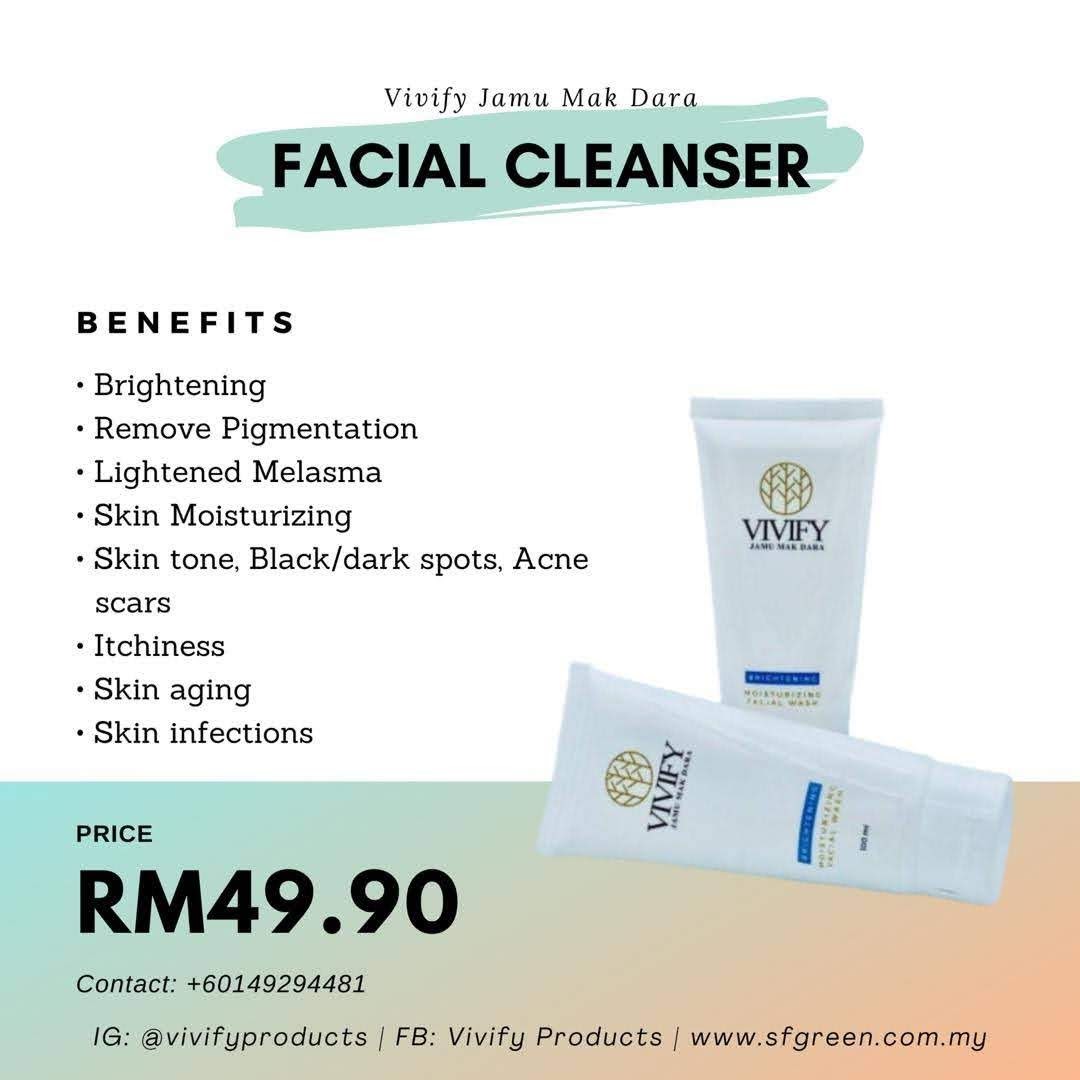 Vivify Jamu Mak Dara
FACIAL CLEANSER
BENEFITS
• Brightening
• Remove Pigmentation
• Lightened Melasma
• Skin Moisturizing
• Skin tone, Black/dark spots, Acne
scars
• Itchiness
• Skin aging
• Skin infections
VIVIFY
JAMU MAK DARA
BRIGHTENING
MOISTURIZING
FACIAL WASH
VIVIFY
JAMU MAK DARA
BRIGHTENING
MOISTURIZING
FACIAL WASH
100 ml
PRICE
RM49.90
Contact: +60149294481
IG: @vivifyproducts | FB: Vivify Products | www.sfgreen.com.my